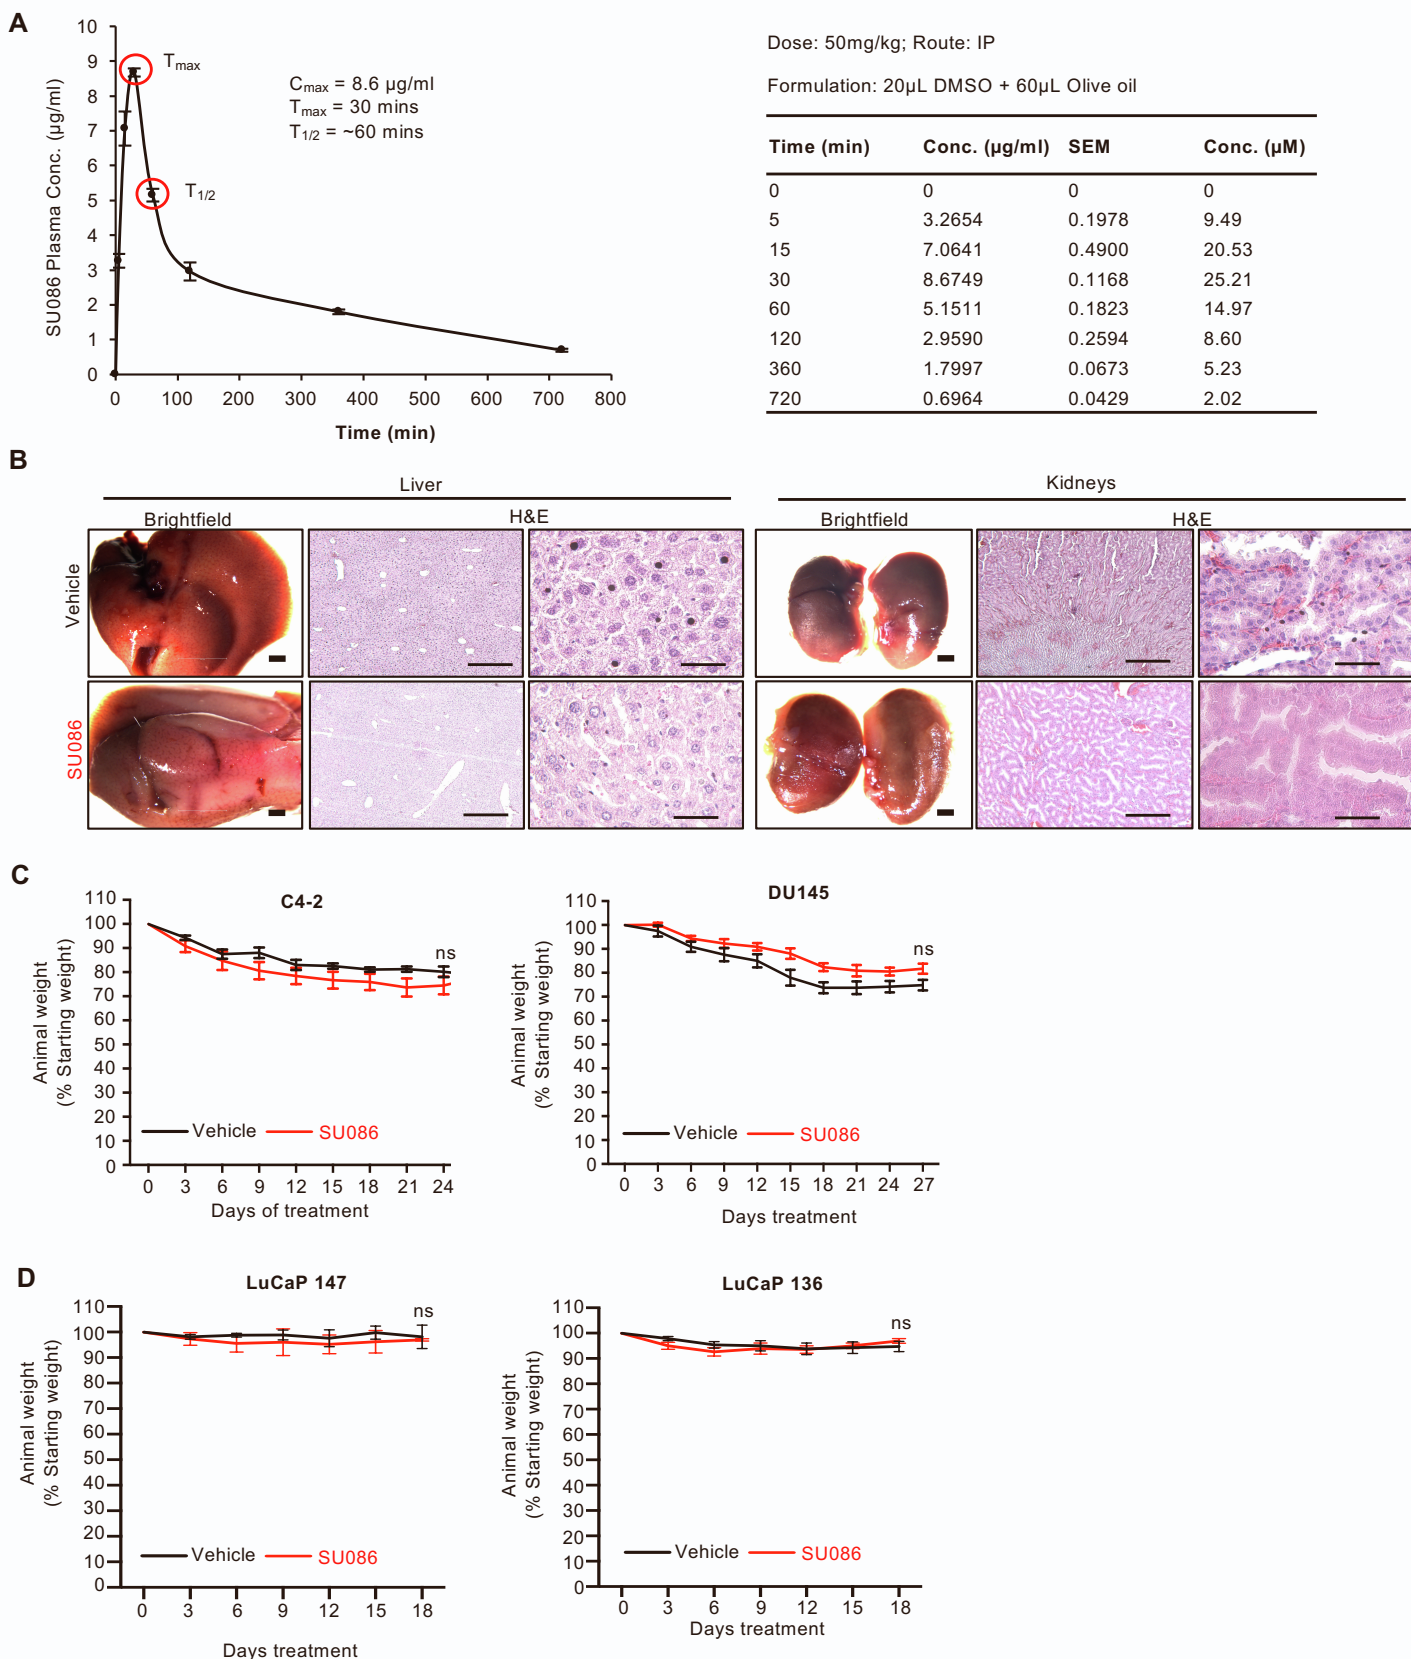 A
10
9
8
7
6
5
4
3
2
1
0
SU086 Plasma Conc. (µg/ml)
Tmax
T1/2
Cmax = 8.6 µg/ml
Tmax = 30 mins
T1/2 = ~60 mins
0 100 200 300 400 500 600 700 800
Time (min)
Dose: 50mg/kg; Route: IP
Formulation: 20µL DMSO + 60µL Olive oil
Time (min) Conc. (µg/ml) SEM Conc. (µM)
0 0 0 0
5 3.2654 0.1978 9.49
15 7.0641 0.4900 20.53
30 8.6749 0.1168 25.21
60 5.1511 0.1823 14.97
120 2.9590 0.2594 8.60
360 1.7997 0.0673 5.23
720 0.6964 0.0429 2.02
B
Liver
Kidneys
Brightfield H&E
Brightfield H&E
Vehicle
SU086
C
C4-2
110
100
90
80
70
60
50
40
30
20
10
0
Animal weight
(% Starting weight)
ns
Vehicle SU086
0 3 6 9 12 15 18 21 24
Days of treatment
DU145
110
100
90
80
70
60
50
40
30
20
10
0
Animal weight
(% Starting weight)
ns
Vehicle SU086
0 3 6 9 12 15 18 21 24 27
Days treatment
D
LuCaP 147
110
100
90
80
70
60
50
40
30
20
10
0
Animal weight
(% Starting weight)
ns
Vehicle SU086
0 3 6 9 12 15 18
Days treatment
LuCaP 136
110
100
90
80
70
60
50
40
30
20
10
0
Animal weight
(% Starting weight)
ns
Vehicle SU086
0 3 6 9 12 15 18
Days treatment